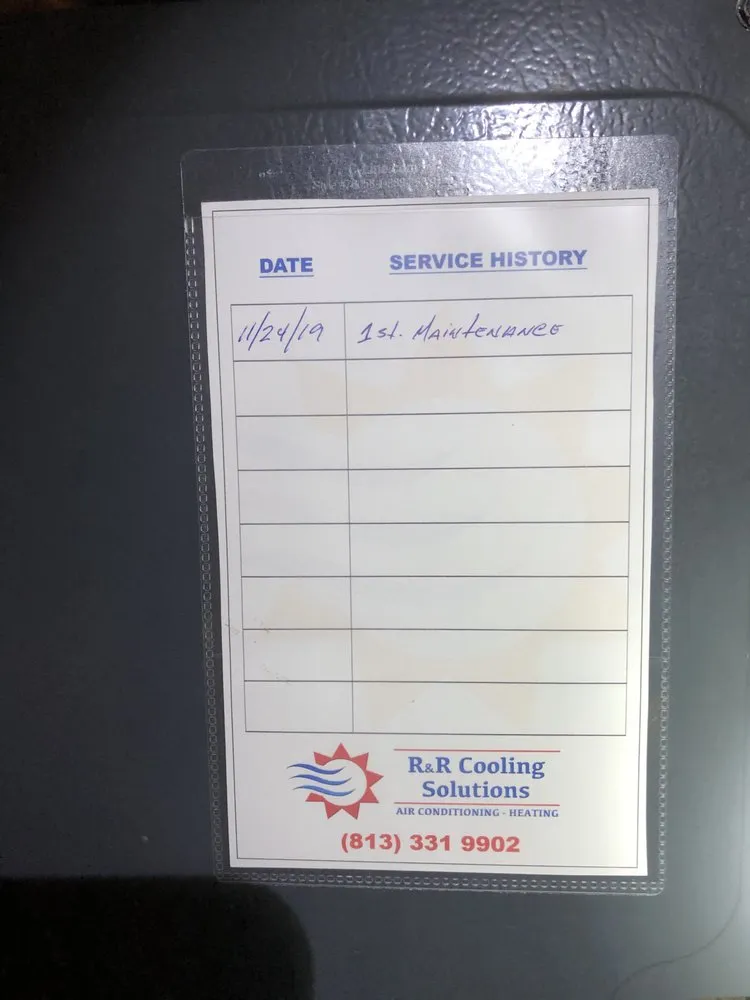 DATE SERVICE HISTORY
11/24/19 1st. MAINTENANCE
R&R Cooling
Solutions
AIR CONDITIONING - HEATING
(813) 331 9902